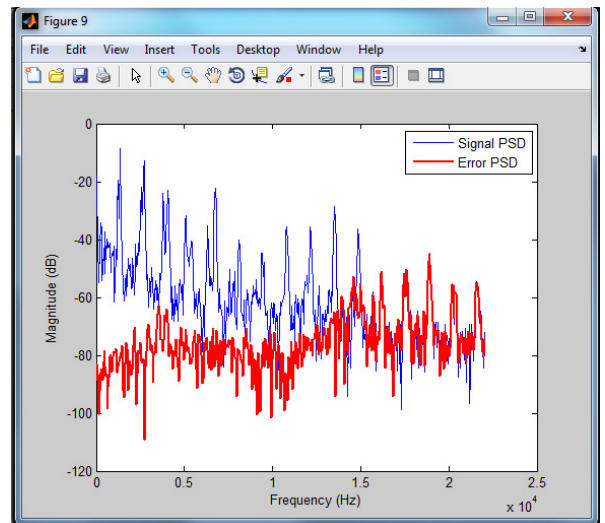 Figure 9
File Edit View Insert Tools Desktop Window Help
Signal PSD
Error PSD
0
-20
-40
-60
-80
-100
-120
Magnitude (dB)
0 0.5 1 1.5 2 2.5
Frequency (Hz)
x 10^4